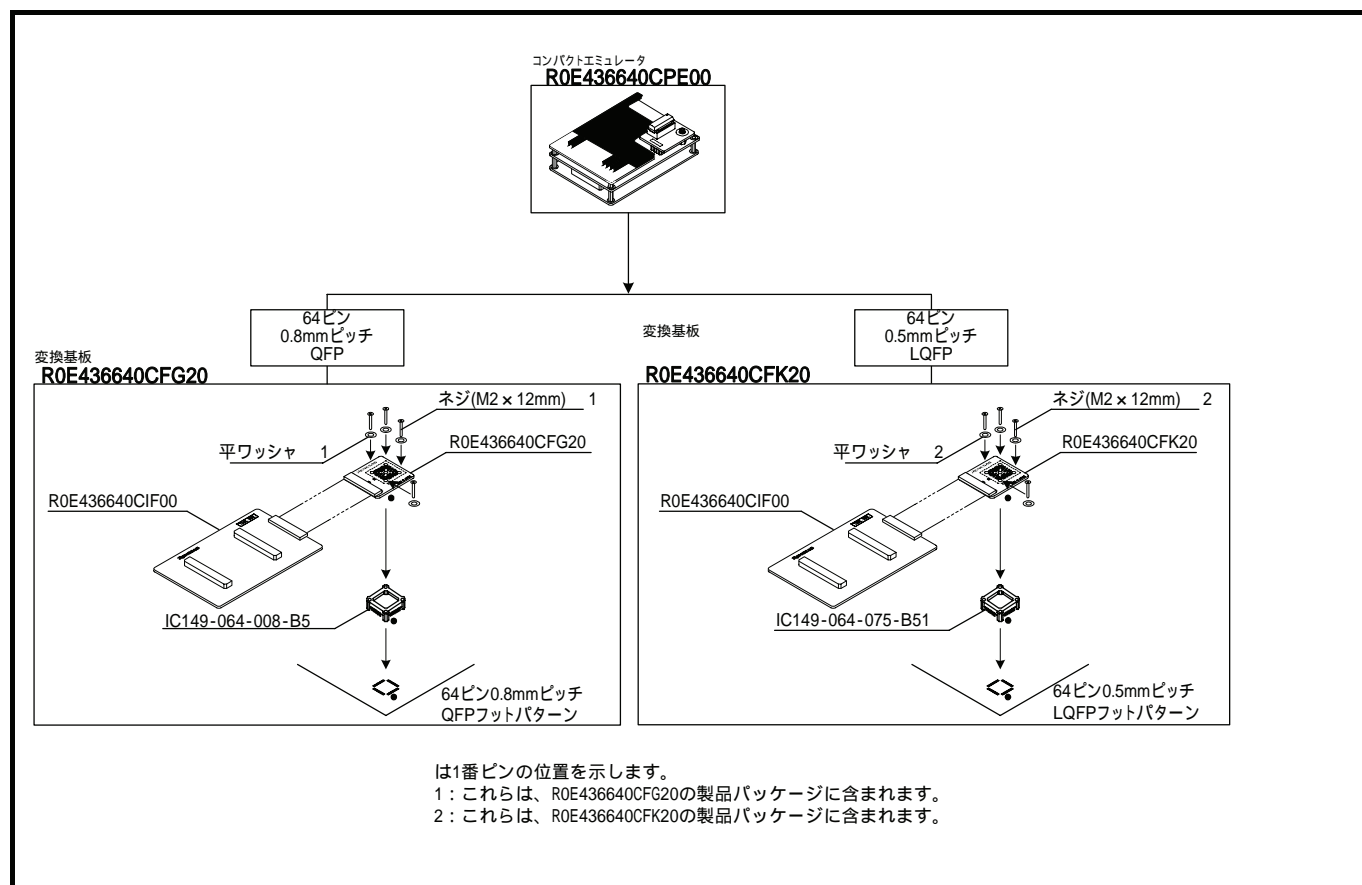 コンパクトエミュレータ
R0E436640CPE00
64ピン
0.8mmピッチ
QFP
変換基板
R0E436640CFG20
ネジ(M2×12mm) 1
平ワッシャ 1
R0E436640CFG20
R0E436640CIF00
IC149-064-008-B5
64ピン0.8mmピッチ
QFPフットパターン
64ピン
0.5mmピッチ
LQFP
変換基板
R0E436640CFK20
ネジ(M2×12mm) 2
平ワッシャ 2
R0E436640CFK20
R0E436640CIF00
IC149-064-075-B51
64ピン0.5mmピッチ
LQFPフットパターン
は1番ピンの位置を示します。
1：これらは、R0E436640CFG20の製品パッケージに含まれます。
2：これらは、R0E436640CFK20の製品パッケージに含まれます。